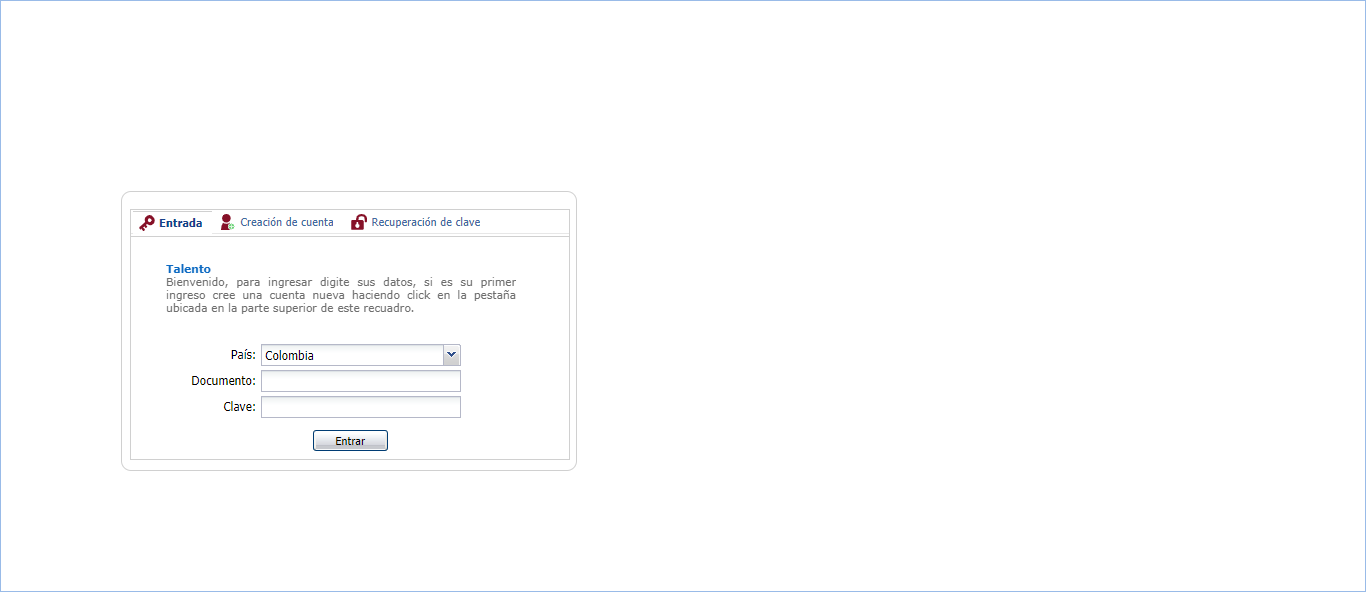 Entrada Creación de cuenta Recuperación de clave
Talento
Bienvenido, para ingresar digite sus datos, si es su primer
ingreso cree una cuenta nueva haciendo click en la pestaña
ubicada en la parte superior de este recuadro.
País: Colombia
Documento:
Clave:
Entrar